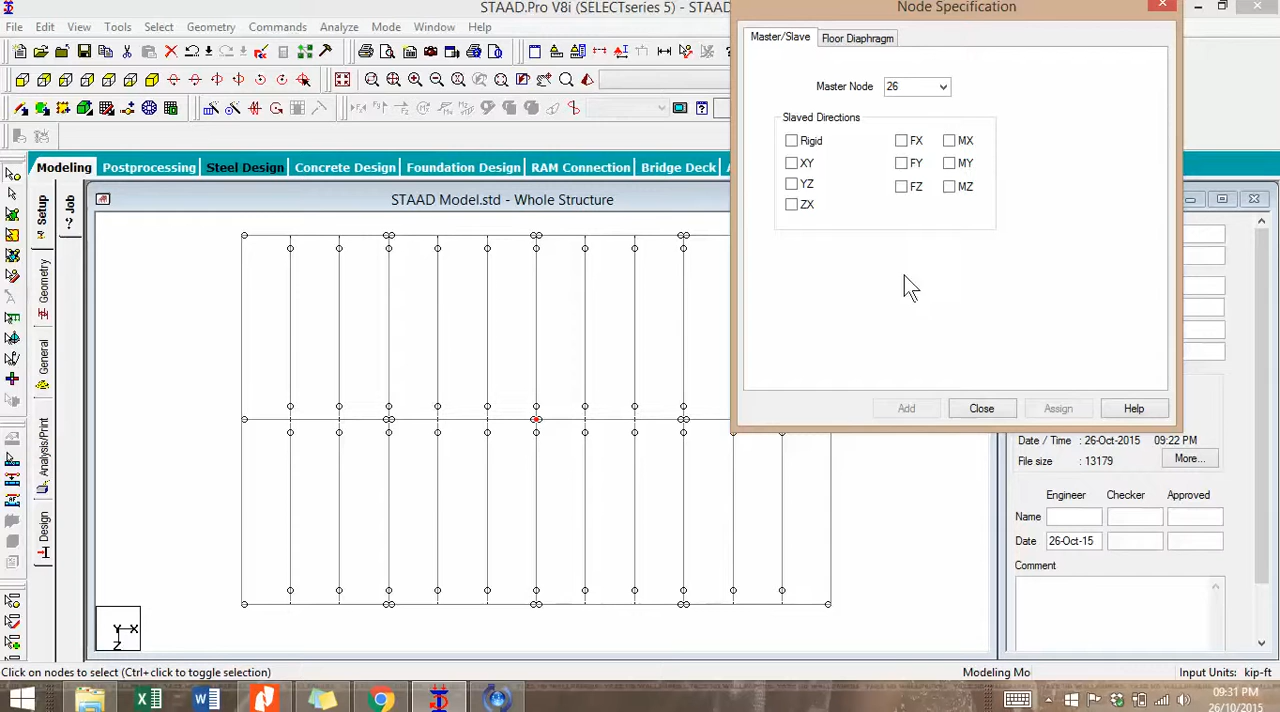 STAAD.Pro V8i (SELECTseries 5) - STAAD
Node Specification
File Edit View Tools Select Geometry Commands Analyze Mode Window Help
Master/Slave Floor Diaphragm
Master Node 26
Slaved Directions
Rigid FX MX
XY FY MY
YZ FZ MZ
ZX
Modeling Postprocessing Steel Design Concrete Design Foundation Design RAM Connection Bridge Deck
STAAD Model.std - Whole Structure
Setup
Job
Geometry
General
Analysis/Print
Design
Add Close Assign Help
Date / Time : 26-Oct-2015 09:22 PM
File size : 13179 More...
Engineer Checker Approved
Name
Date 26-Oct-15
Comment
Y X
Z
Click on nodes to select (Ctrl+click to toggle selection)
Modeling Mo
Input Units: kip-ft
09:31 PM
26/10/2015